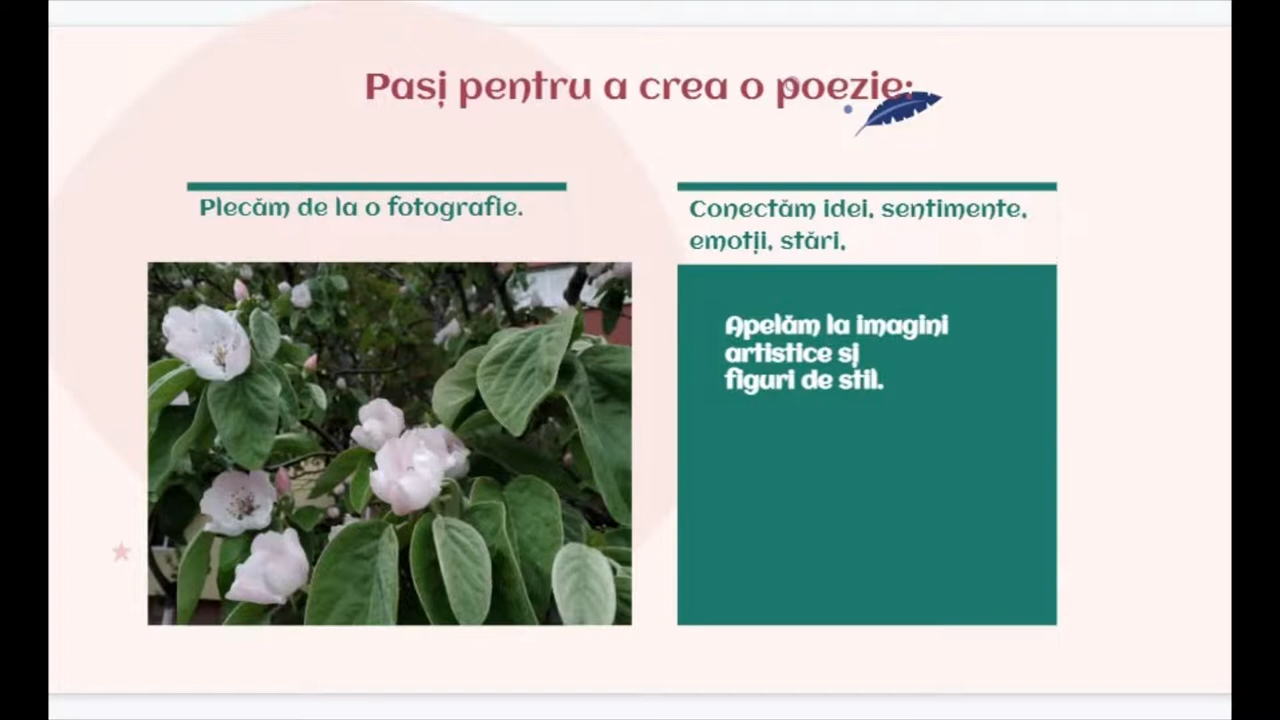 Pași pentru a crea o poezie:
Plecăm de la o fotografie.
Conectăm idei, sentimente,
emoții, stări,
Apelăm la imagini
artistice și
figuri de stil.